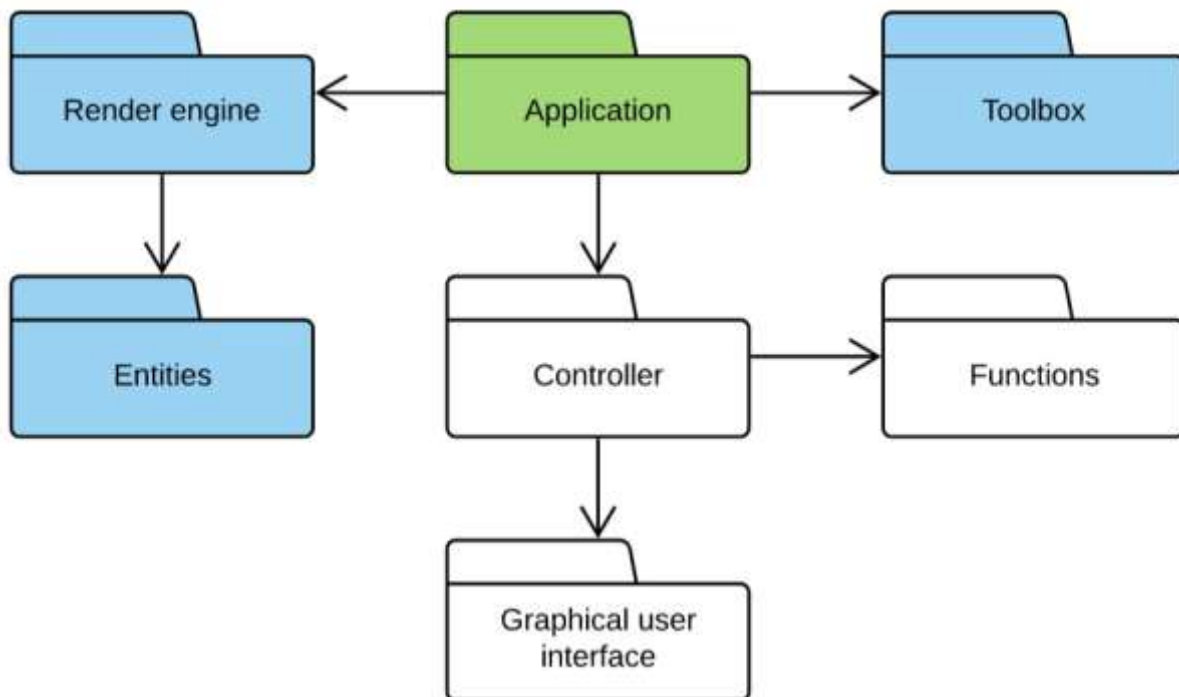 Render engine
Application
Toolbox
Entities
Controller
Functions
Graphical user
interface